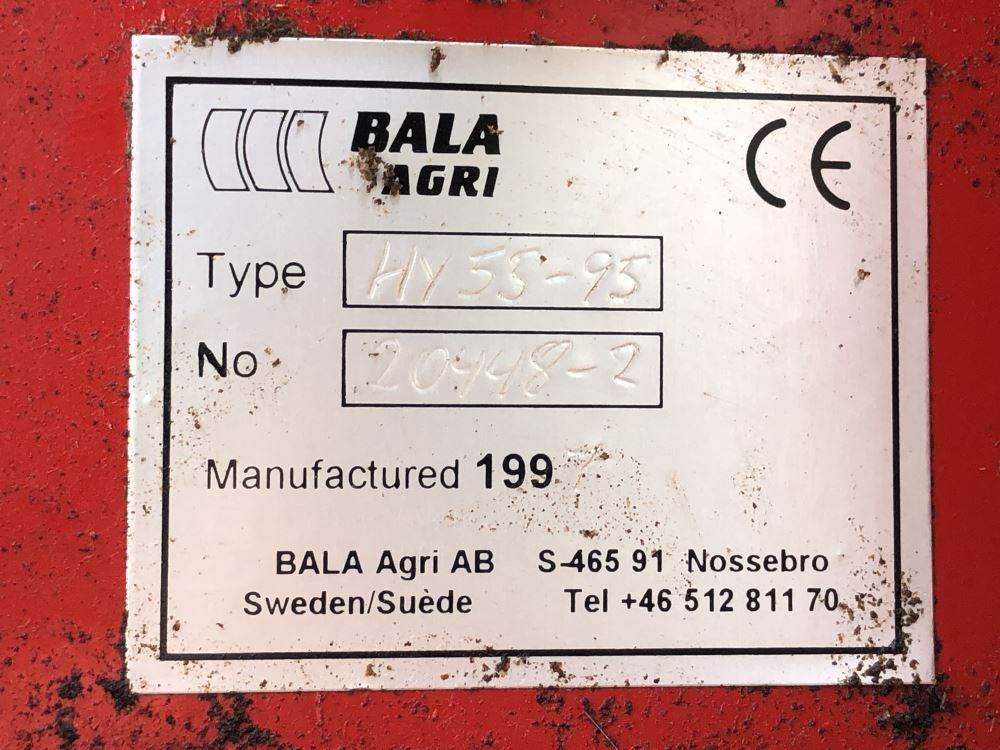 BALA
AGRI
CE
Type HY 55-95
No 20448-2
Manufactured 199
BALA Agri AB S-465 91 Nossebro
Sweden/Suède Tel +46 512 811 70